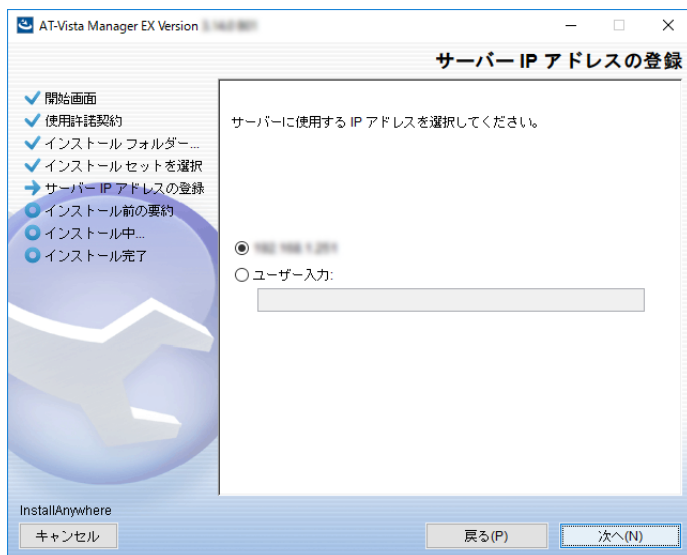 AT-Vista Manager EX Version
サーバー IP アドレスの登録
開始画面
使用許諾契約
インストール フォルダー...
インストール セットを選択
サーバー IP アドレスの登録
インストール前の要約
インストール中...
インストール完了
サーバーに使用する IP アドレスを選択してください。
ユーザー入力:
InstallAnywhere
キャンセル
戻る(P)
次へ(N)